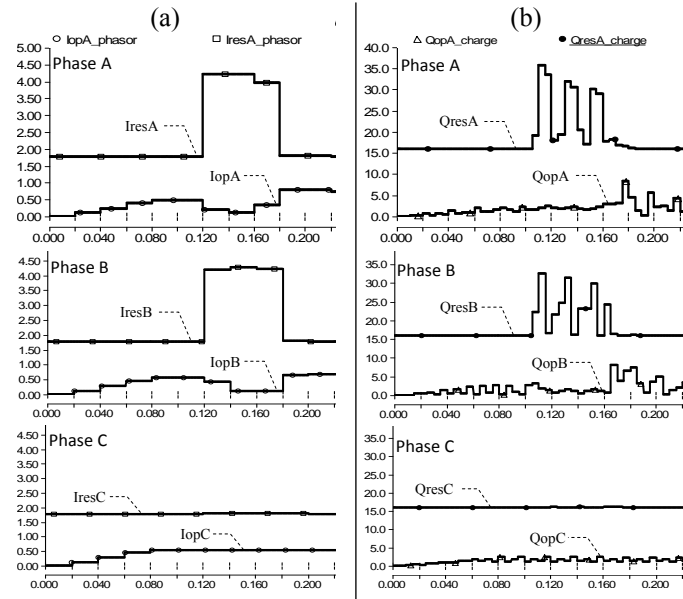 (a)
(b)
IopA_phasor IresA_phasor
QopA_charge QresA_charge
5.00
4.50
4.00
3.50
3.00
2.50
2.00
1.50
1.00
0.50
0.00
Phase A
IresA
IopA
0.000 0.040 0.080 0.120 0.160 0.200
40.0
35.0
30.0
25.0
20.0
15.0
10.0
5.0
0.0
Phase A
QresA
QopA
0.000 0.040 0.080 0.120 0.160 0.200
4.50
4.00
3.50
3.00
2.50
2.00
1.50
1.00
0.50
0.00
Phase B
IresB
IopB
0.000 0.040 0.080 0.120 0.160 0.200
35.0
30.0
25.0
20.0
15.0
10.0
5.0
0.0
Phase B
QresB
QopB
0.000 0.040 0.080 0.120 0.160 0.200
4.50
4.00
3.50
3.00
2.50
2.00
1.50
1.00
0.50
0.00
Phase C
IresC
IopC
0.000 0.040 0.080 0.120 0.160 0.200
35.0
30.0
25.0
20.0
15.0
10.0
5.0
0.0
Phase C
QresC
QopC
0.000 0.040 0.080 0.120 0.160 0.200